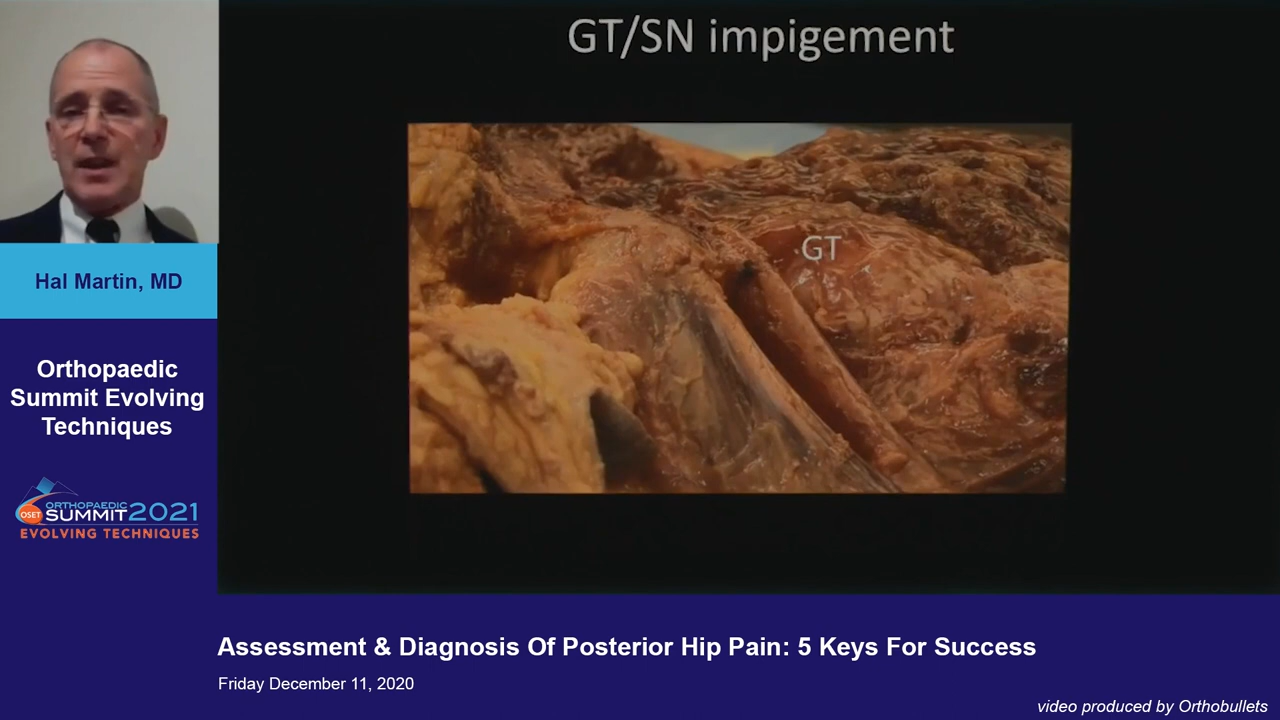 GT/SN impigement
GT
Hal Martin, MD
Orthopaedic
Summit Evolving
Techniques
OSET
ORTHOPAEDIC
SUMMIT 2021
EVOLVING TECHNIQUES
Assessment & Diagnosis Of Posterior Hip Pain: 5 Keys For Success
Friday December 11, 2020
video produced by Orthobullets